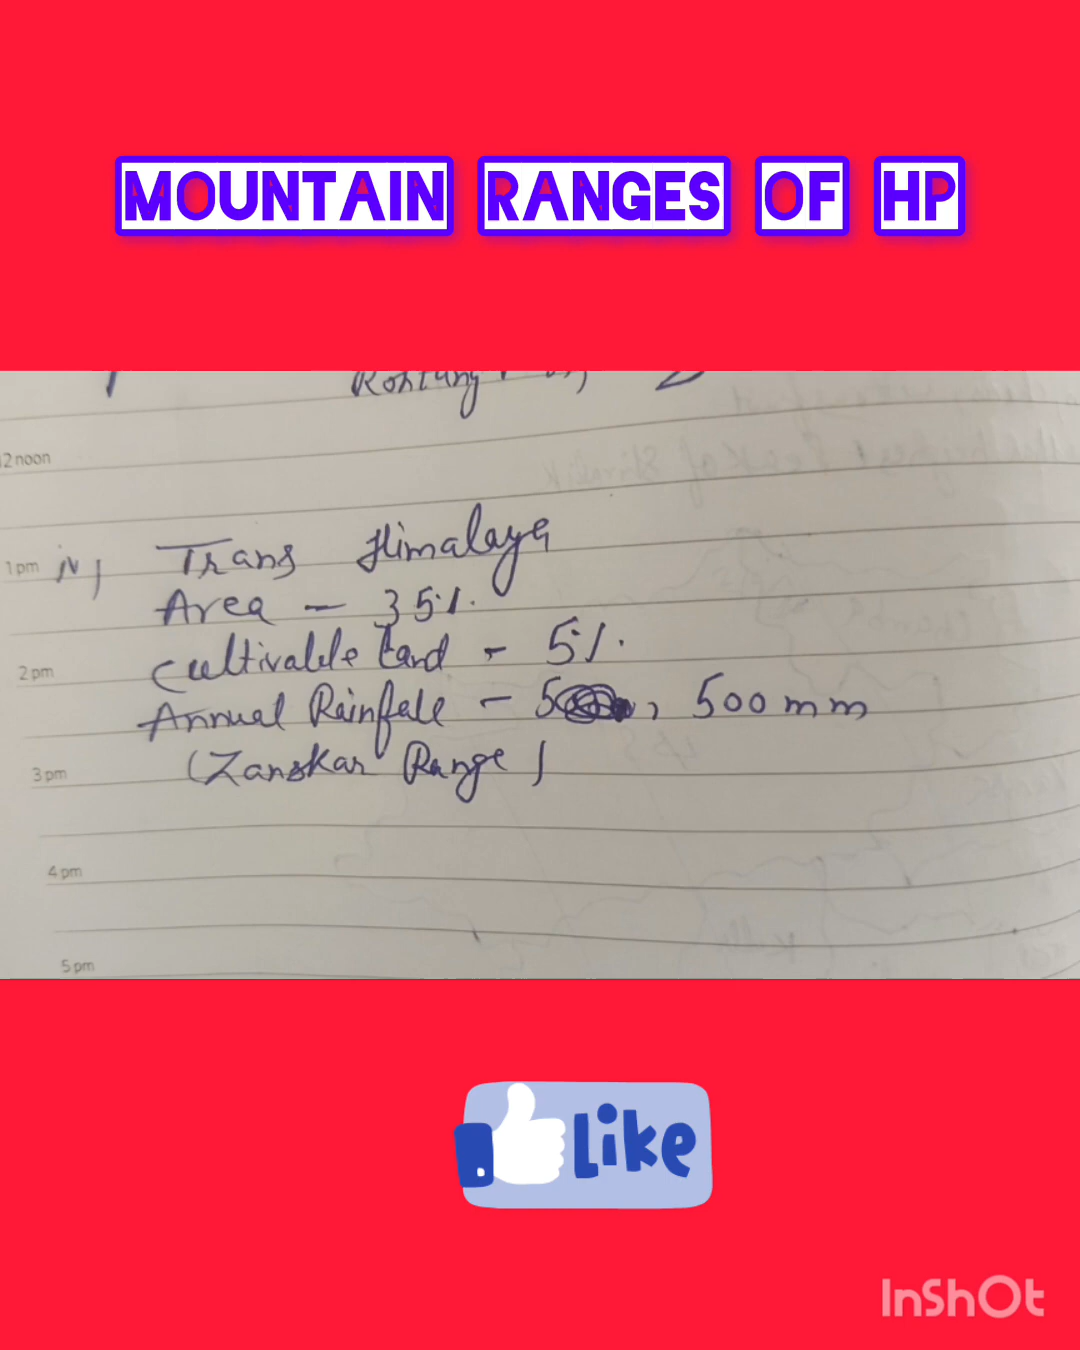 MOUNTAIN RANGES OF HP
Rohtang
12 noon
1 pm
iv) Trans Himalaya
Area – 35%.
2 pm
Cultivable Land - 5%.
Annual Rainfall – 500 mm
3 pm
(Zanskar Range)
4 pm
5 pm
Like
InShOt